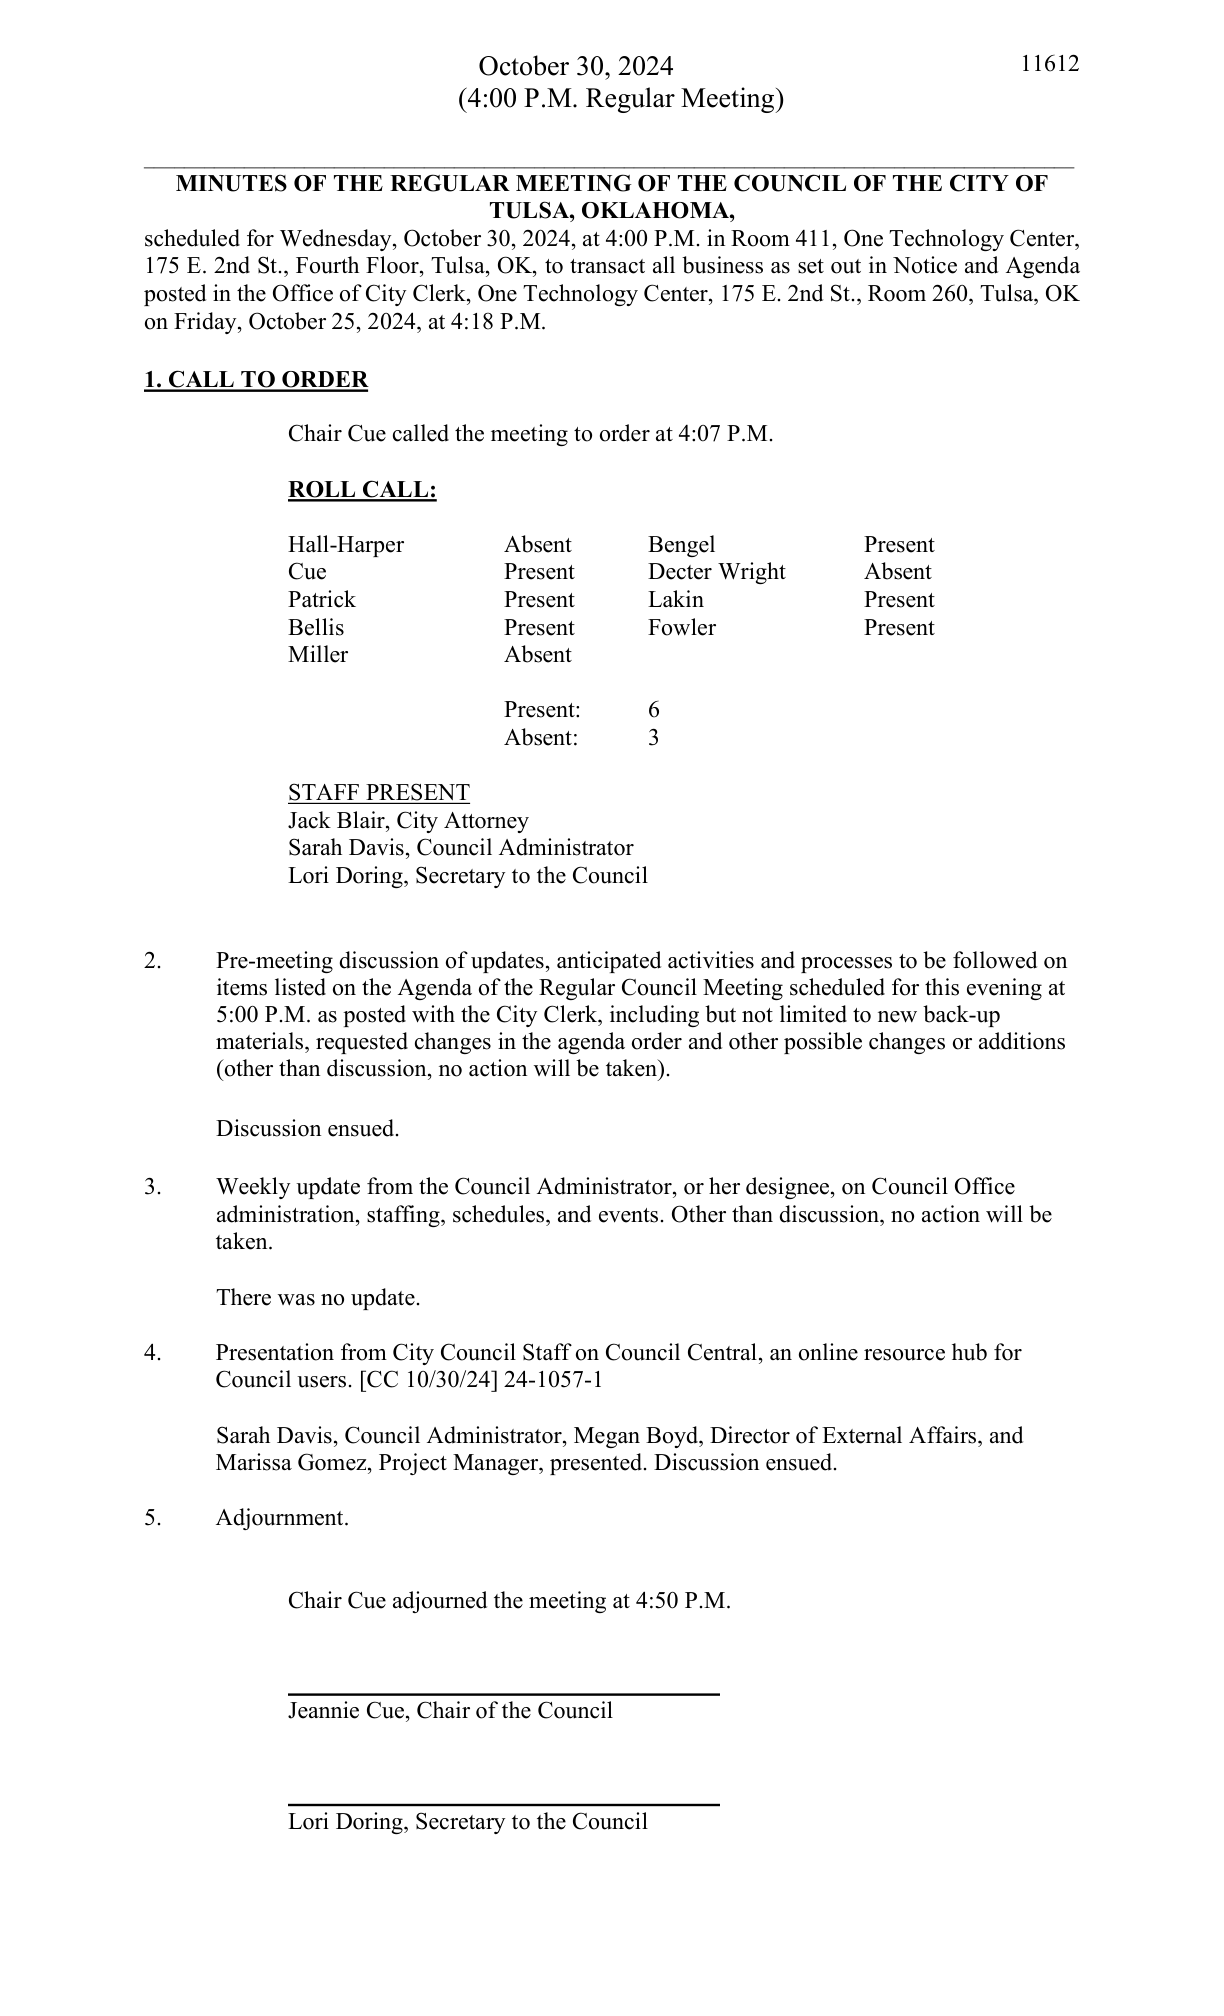 October 30, 2024 11612
(4:00 P.M. Regular Meeting)
MINUTES OF THE REGULAR MEETING OF THE COUNCIL OF THE CITY OF
TULSA, OKLAHOMA,
scheduled for Wednesday, October 30, 2024, at 4:00 P.M. in Room 411, One Technology Center,
175 E. 2nd St., Fourth Floor, Tulsa, OK, to transact all business as set out in Notice and Agenda
posted in the Office of City Clerk, One Technology Center, 175 E. 2nd St., Room 260, Tulsa, OK
on Friday, October 25, 2024, at 4:18 P.M.
1. CALL TO ORDER
Chair Cue called the meeting to order at 4:07 P.M.
ROLL CALL:
Hall-Harper Absent Bengel Present
Cue Present Decter Wright Absent
Patrick Present Lakin Present
Bellis Present Fowler Present
Miller Absent
Present: 6
Absent: 3
STAFF PRESENT
Jack Blair, City Attorney
Sarah Davis, Council Administrator
Lori Doring, Secretary to the Council
2. Pre-meeting discussion of updates, anticipated activities and processes to be followed on
items listed on the Agenda of the Regular Council Meeting scheduled for this evening at
5:00 P.M. as posted with the City Clerk, including but not limited to new back-up
materials, requested changes in the agenda order and other possible changes or additions
(other than discussion, no action will be taken).
Discussion ensued.
3. Weekly update from the Council Administrator, or her designee, on Council Office
administration, staffing, schedules, and events. Other than discussion, no action will be
taken.
There was no update.
4. Presentation from City Council Staff on Council Central, an online resource hub for
Council users. [CC 10/30/24] 24-1057-1
Sarah Davis, Council Administrator, Megan Boyd, Director of External Affairs, and
Marissa Gomez, Project Manager, presented. Discussion ensued.
5. Adjournment.
Chair Cue adjourned the meeting at 4:50 P.M.
Jeannie Cue, Chair of the Council
Lori Doring, Secretary to the Council